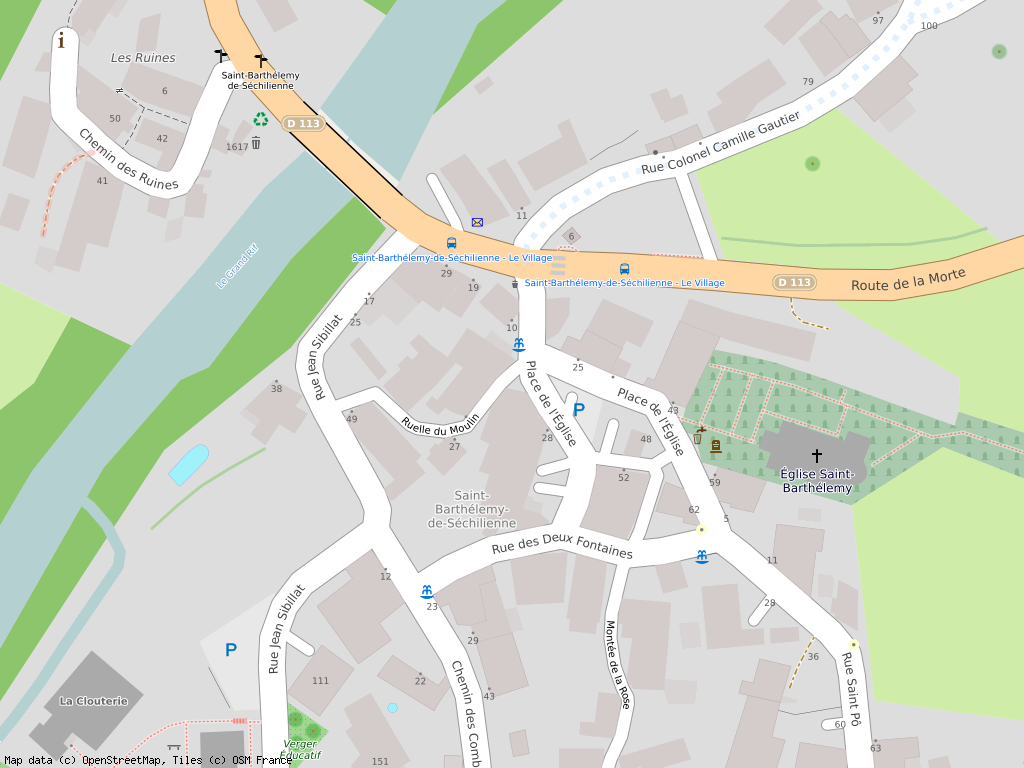 97
100
Les Ruines
Saint-Barthélemy
de-Séchilienne
79
6
50
42
D 113
1617
Chemin des Ruines
41
Rue Colonel Camille Gautier
11
6
Le Grand Rif
Saint-Barthélemy-de-Séchilienne - Le Village
29
19
Saint-Barthélemy-de-Séchilienne - Le Village
D 113
Route de la Morte
17
25
10
Rue Jean Sibillat
25
Place de l'Église
38
49
Ruelle du Moulin
27
28
P
Place de l'Église
43
48
52
59
Église Saint-
Barthélemy
Saint-
Barthélemy-
de-Séchilienne
62
5
Rue des Deux Fontaines
12
23
11
28
Rue Jean Sibillat
P
29
Montée de la Rose
36
Rue Saint Pô
111
22
43
Chemin des Comb
La Clouterie
60
63
Verger
Éducatif
151
Map data (c) OpenStreetMap, Tiles (c) OSM France